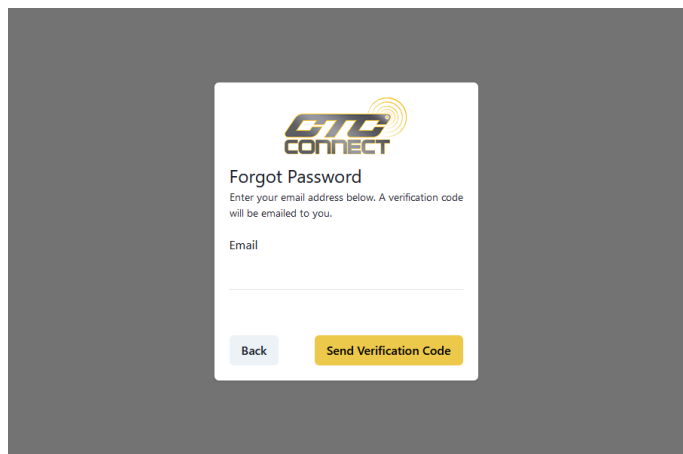 CTC
CONNECT
Forgot Password
Enter your email address below. A verification code
will be emailed to you.
Email
Back
Send Verification Code